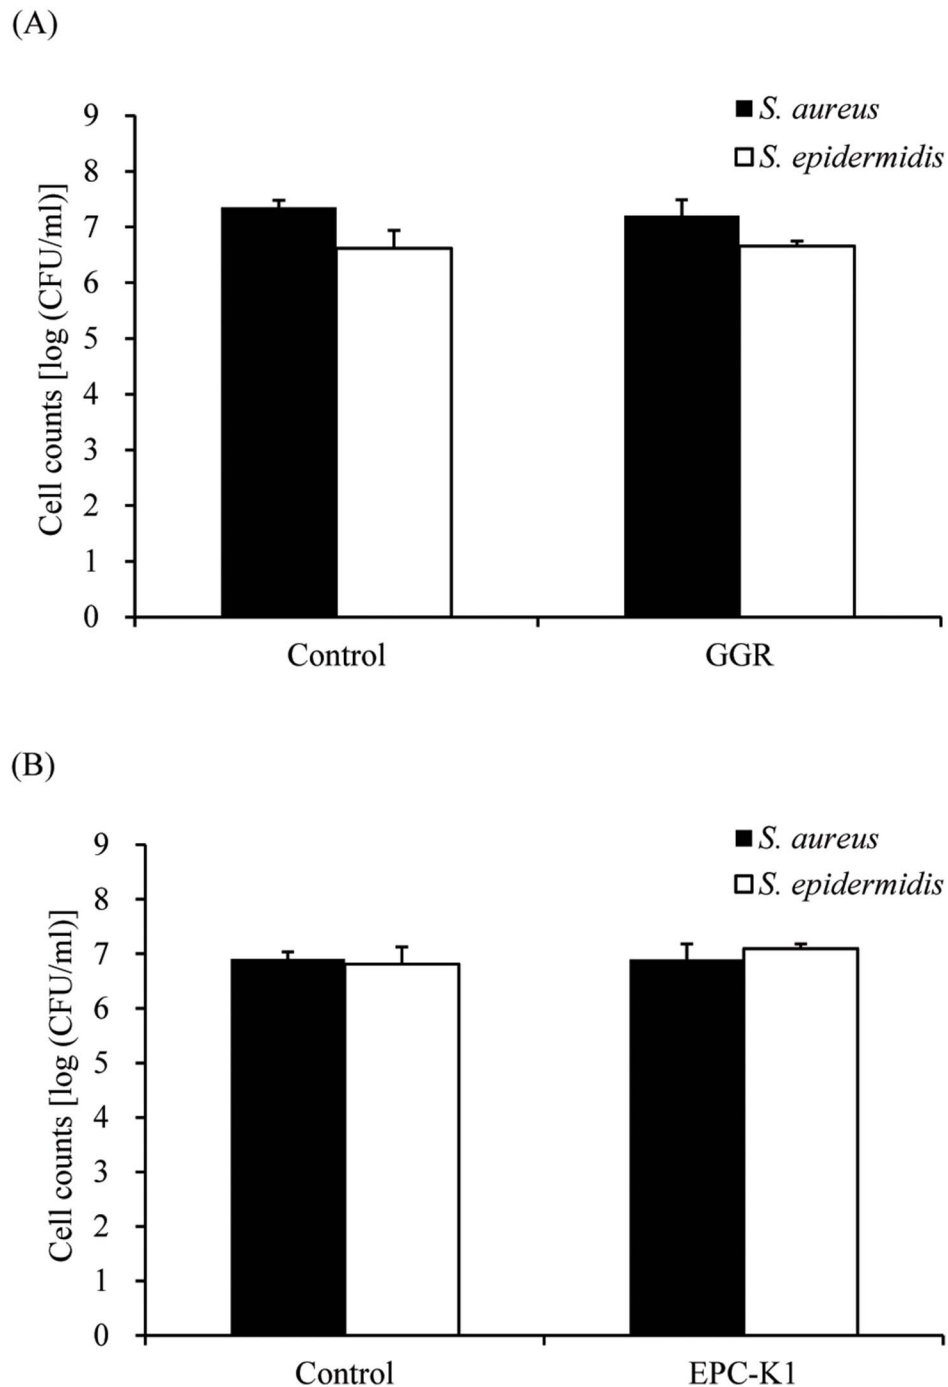 (A)
S. aureus
S. epidermidis
Cell counts [log (CFU/ml)]
9
8
7
6
5
4
3
2
1
0
Control GGR
(B)
S. aureus
S. epidermidis
Cell counts [log (CFU/ml)]
9
8
7
6
5
4
3
2
1
0
Control EPC-K1